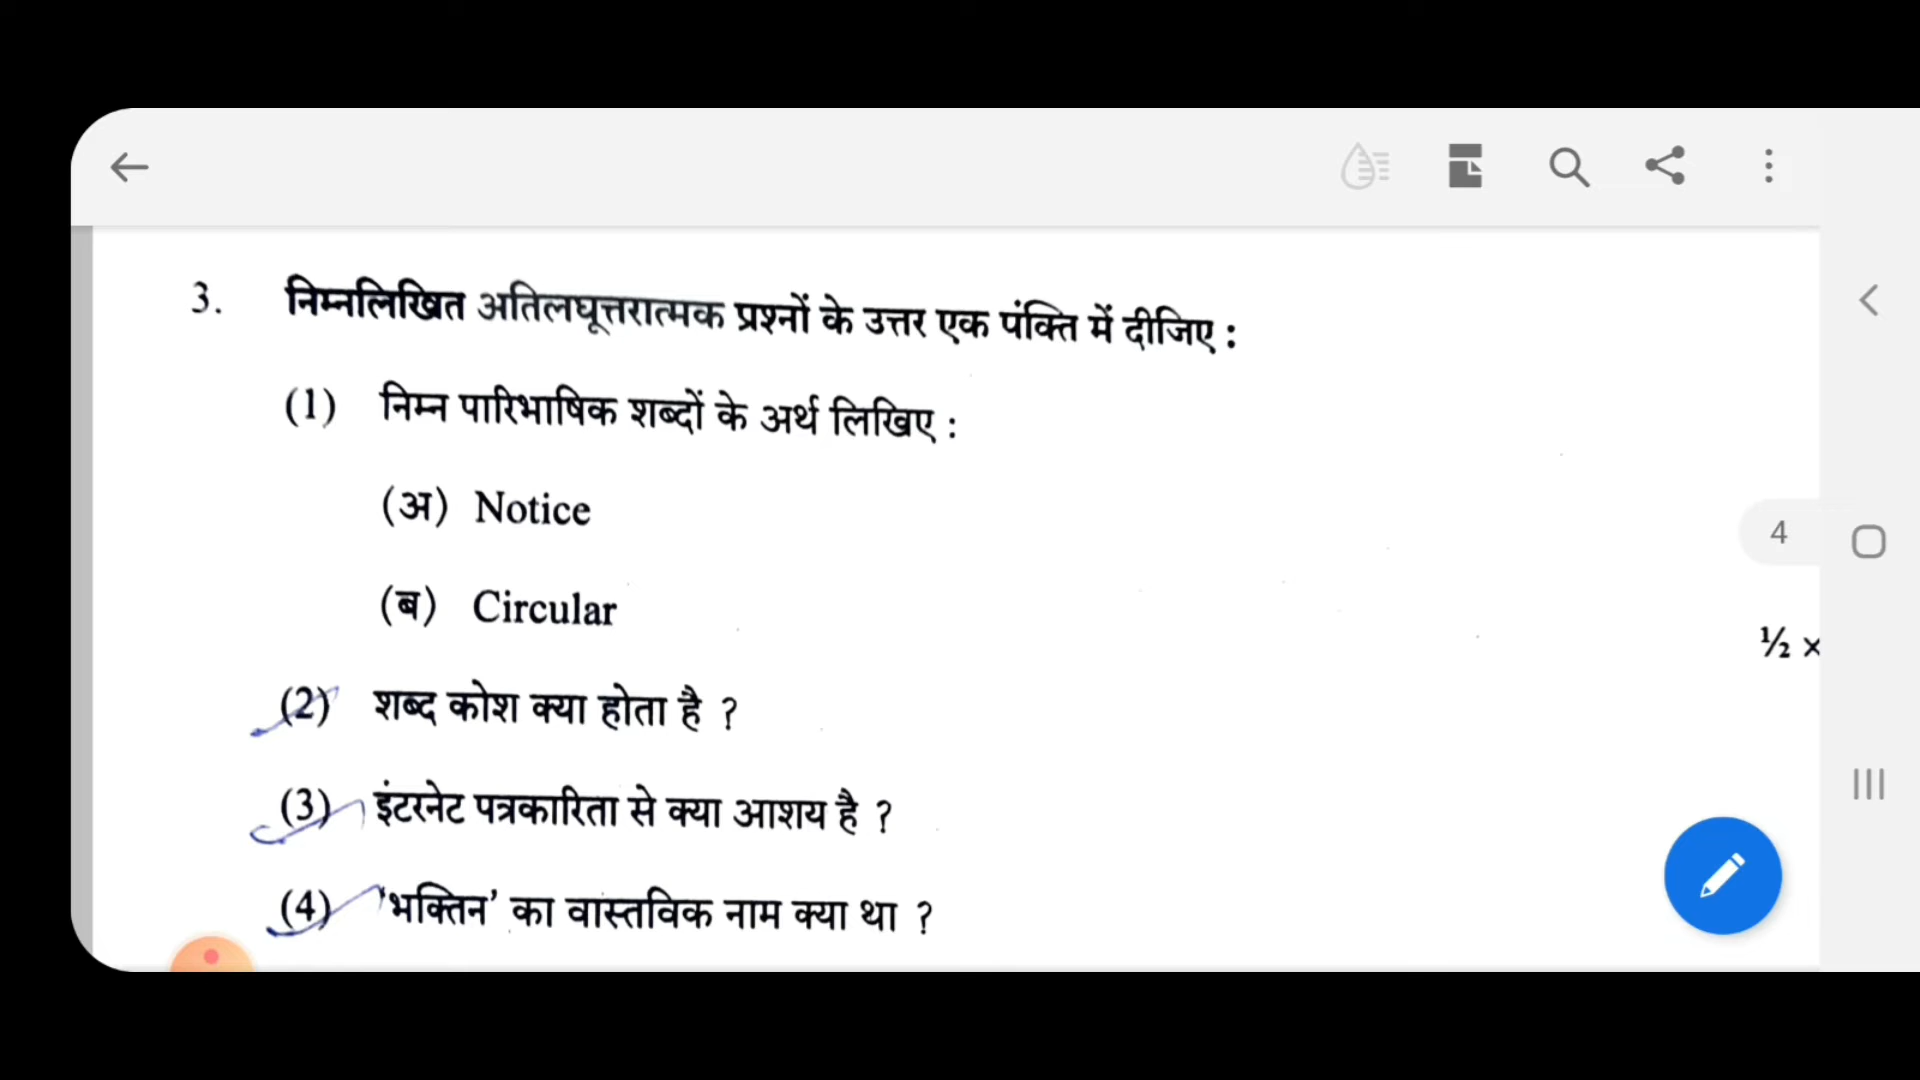 3. निम्नलिखित अतिलघूत्तरात्मक प्रश्नों के उत्तर एक पंक्ति में दीजिए :
(1) निम्न पारिभाषिक शब्दों के अर्थ लिखिए :
(अ) Notice
4
(ब) Circular
½ ×
(2) शब्द कोश क्या होता है ?
(3) इंटरनेट पत्रकारिता से क्या आशय है ?
(4) 'भक्तिन' का वास्तविक नाम क्या था ?